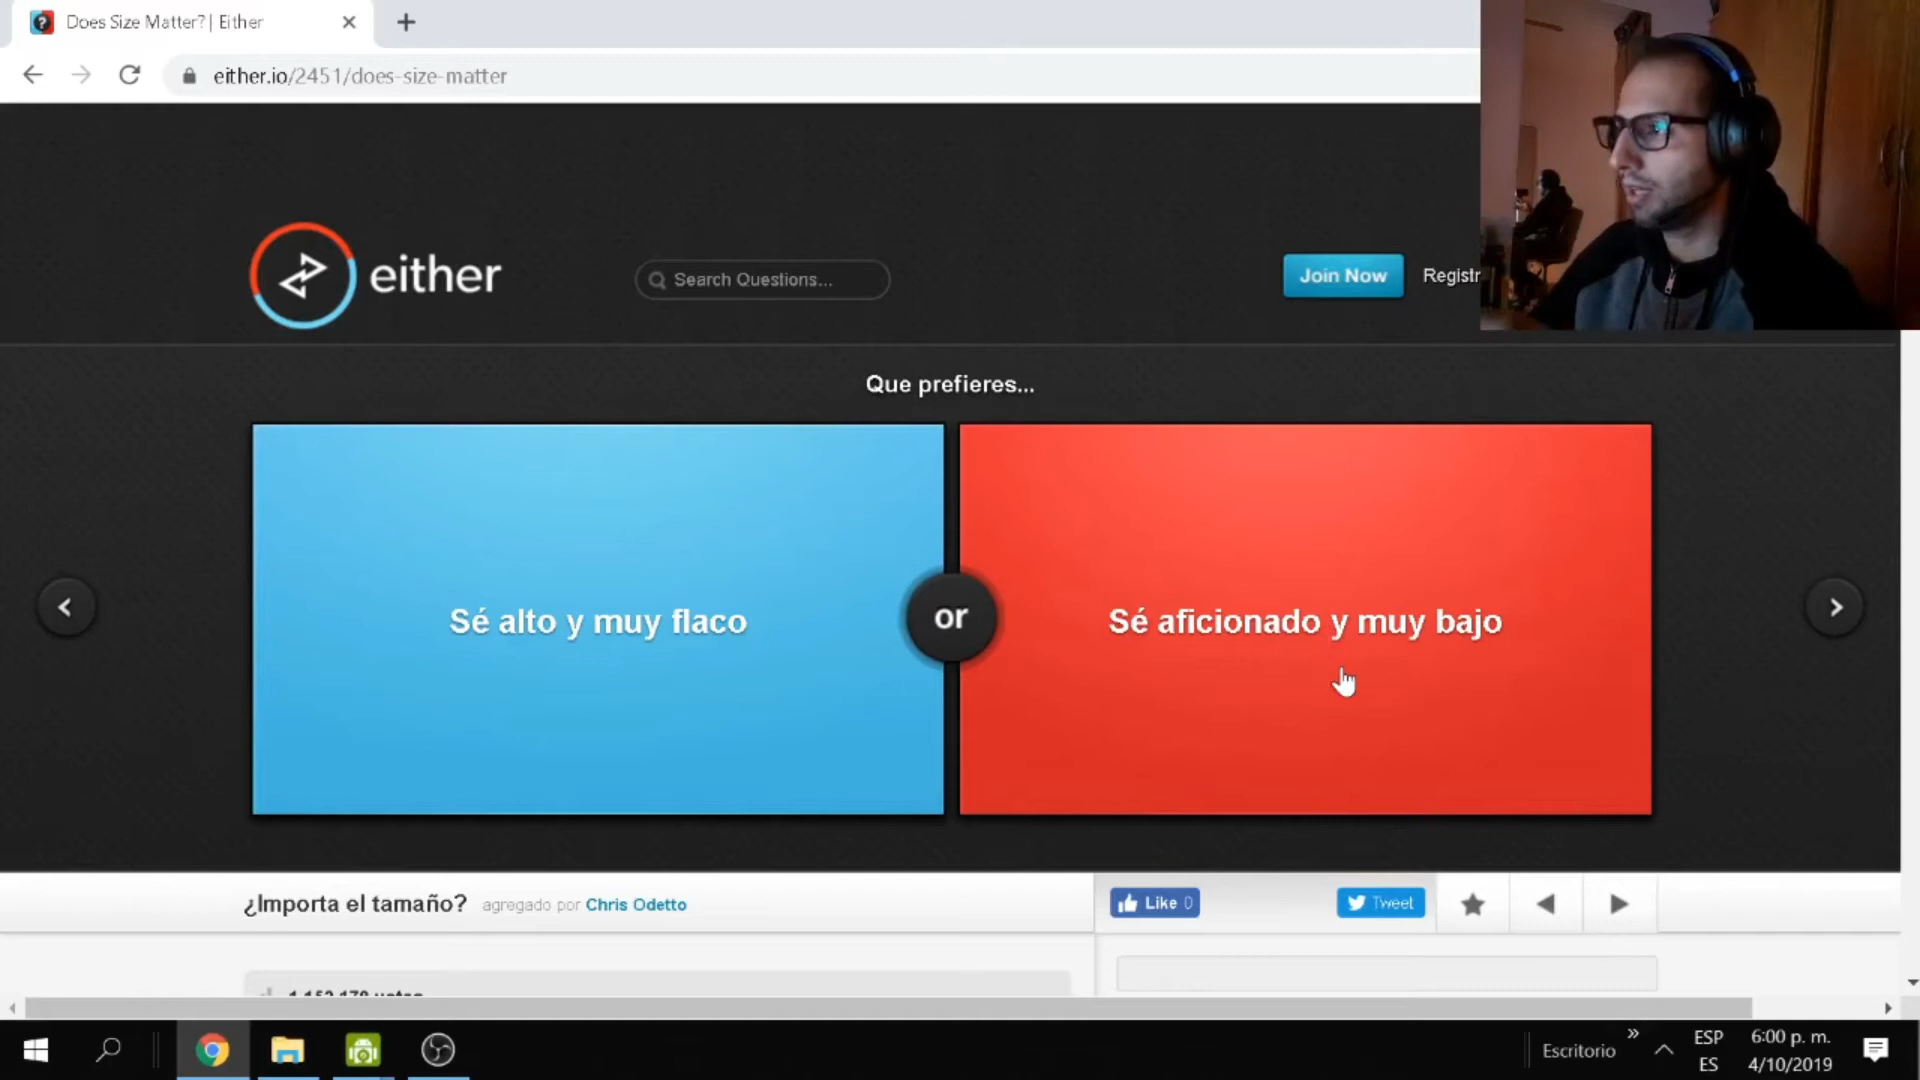 Does Size Matter? | Either
either.io/2451/does-size-matter
either
Search Questions...
Join Now
Registr
Que prefieres...
Sé alto y muy flaco
or
Sé aficionado y muy bajo
¿Importa el tamaño?
agregado por Chris Odetto
Like 0
Tweet
Escritorio
ESP
ES
6:00 p. m.
4/10/2019